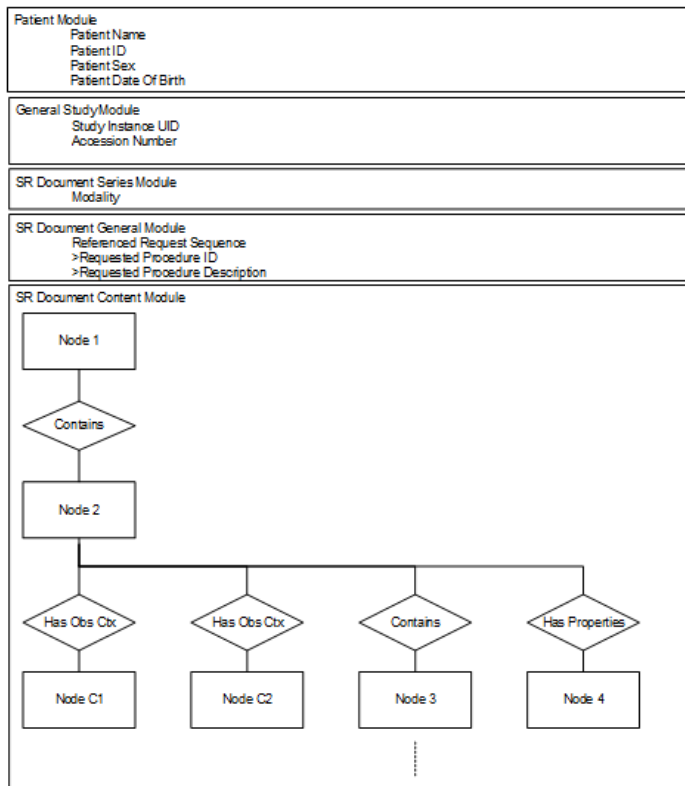 Patient Module
Patient Name
Patient ID
Patient Sex
Patient Date Of Birth
General Study Module
Study Instance UID
Accession Number
SR Document Series Module
Modality
SR Document General Module
Referenced Request Sequence
>Requested Procedure ID
>Requested Procedure Description
SR Document Content Module
Node 1
Contains
Node 2
Has Obs Ctx
Has Obs Ctx
Contains
Has Properties
Node C1
Node C2
Node 3
Node 4